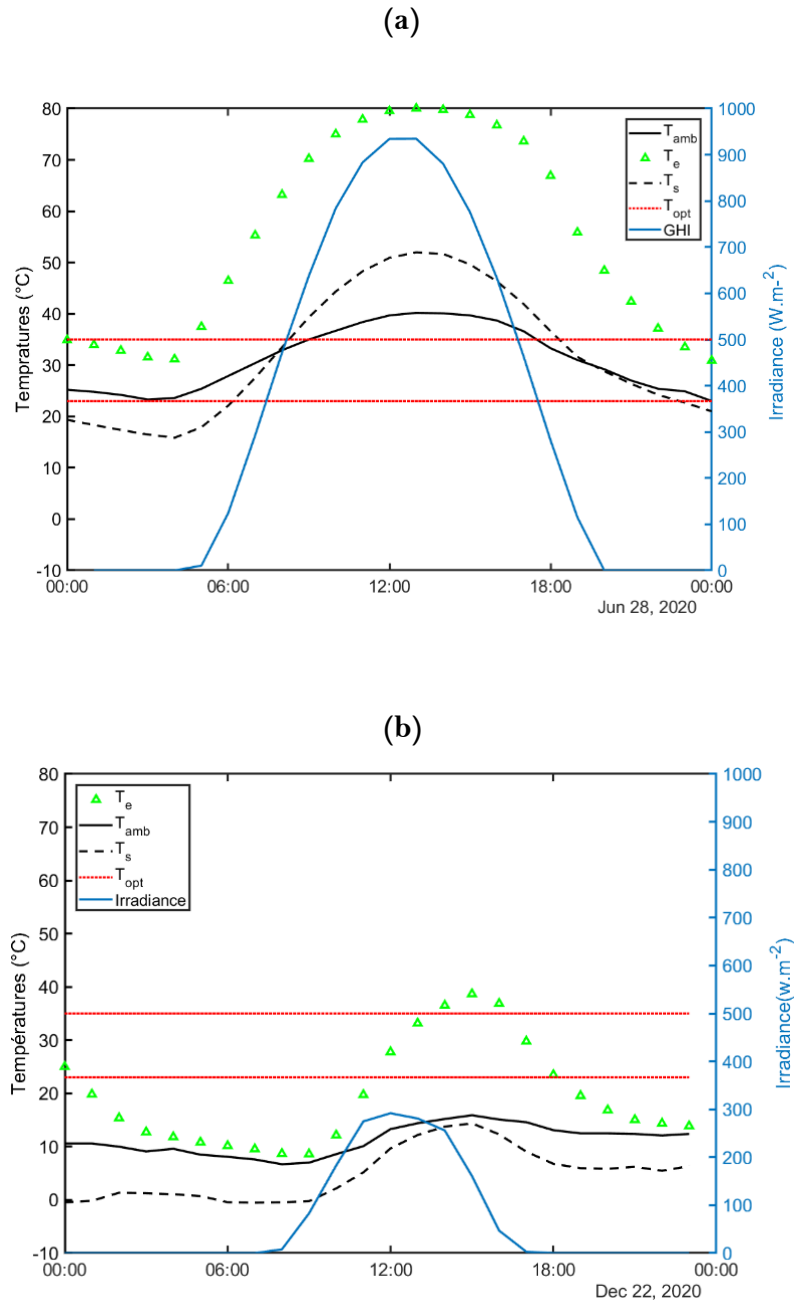 (a)
80
70
60
50
40
30
20
10
0
-10
Tempratures (°C)
1000
900
800
700
600
500
400
300
200
100
0
Irradiance (W.m-2)
T_amb
T_e
T_s
T_opt
GHI
00:00
06:00
12:00
18:00
00:00
Jun 28, 2020
(b)
80
70
60
50
40
30
20
10
0
-10
Températures (°C)
1000
900
800
700
600
500
400
300
200
100
0
Irradiance(w.m^-2)
T_e
T_amb
T_s
T_opt
Irradiance
00:00
06:00
12:00
18:00
00:00
Dec 22, 2020